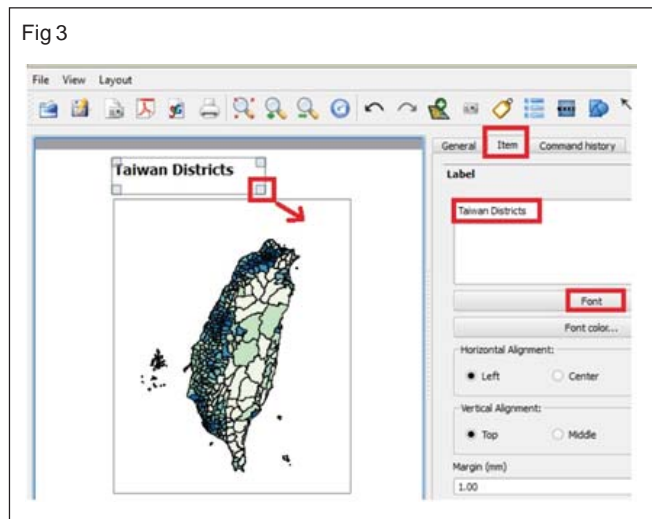 Fig 3
File View Layout
General Item Command history
Taiwan Districts
Label
Taiwan Districts
Font
Font color...
Horizontal Alignment:
Left Center
Vertical Alignment:
Top Middle
Margin (mm)
1.00